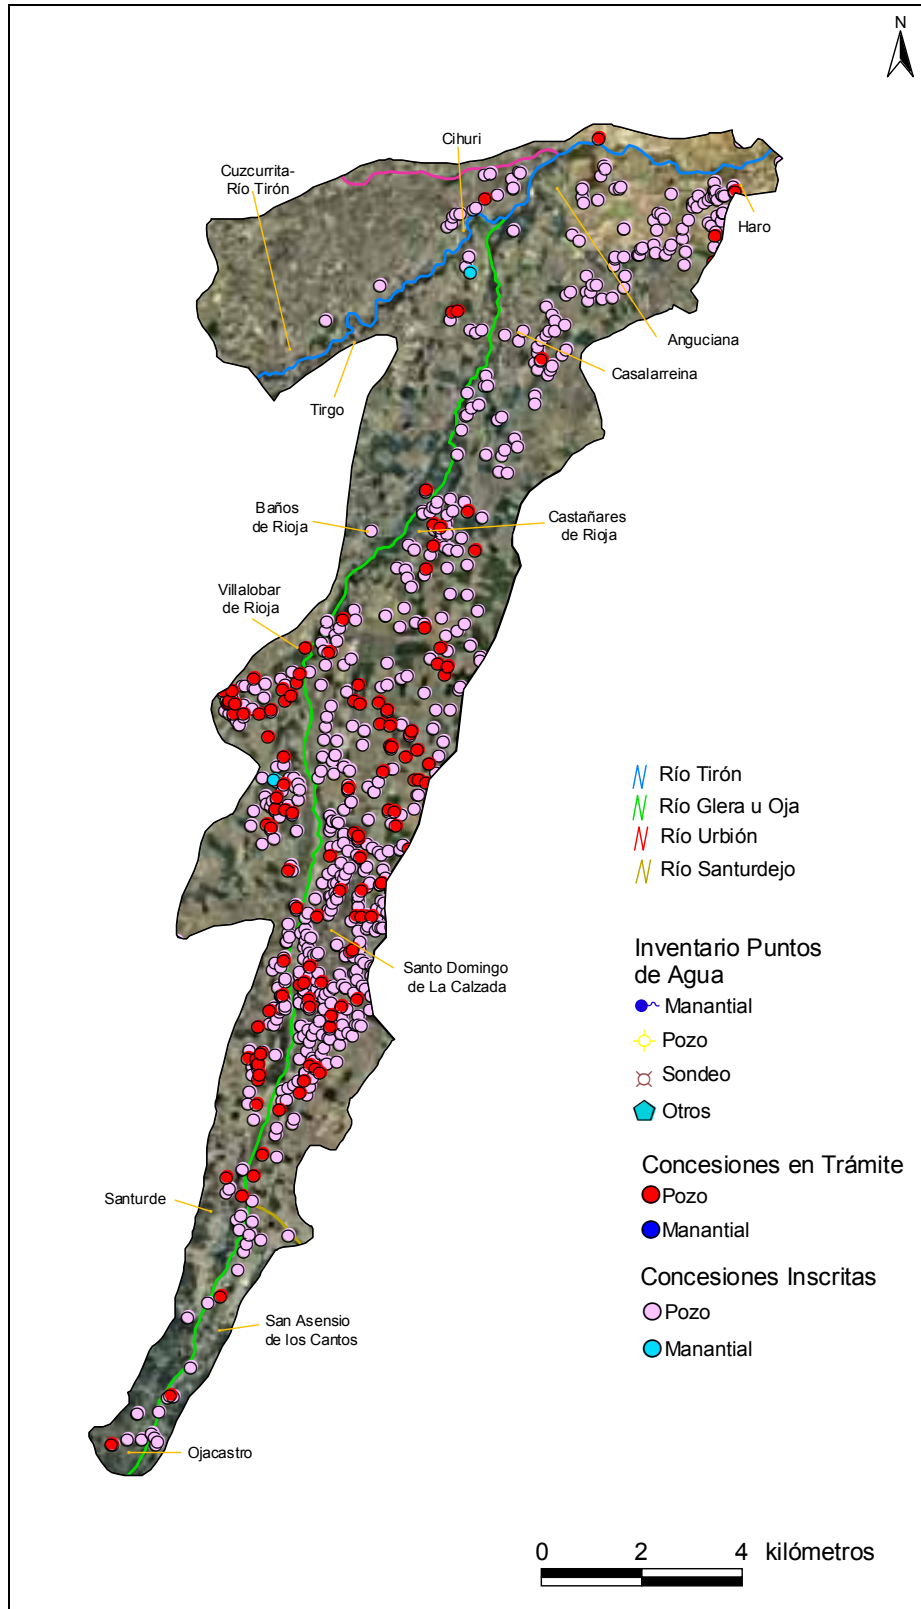 N
Cihuri
Cuzcurrita-
Río Tirón
Haro
Anguciana
Casalarreina
Tirgo
Baños
de Rioja
Castañares
de Rioja
Villalobar
de Rioja
Río Tirón
Río Glera u Oja
Río Urbión
Río Santurdejo
Inventario Puntos
de Agua
Manantial
Pozo
Sondeo
Otros
Santo Domingo
de La Calzada
Concesiones en Trámite
Pozo
Manantial
Santurde
Concesiones Inscritas
Pozo
Manantial
San Asensio
de los Cantos
Ojacastro
0 2 4 kilómetros